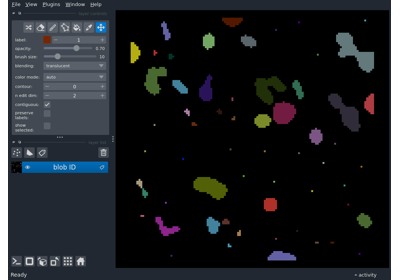 File View Plugins Window Help
label: 1
opacity: 0.70
brush size: 10
blending: translucent
color mode: auto
contour: 0
n edit dim: 2
contiguous:
preserve
labels:
show
selected:
blob ID
Ready
activity